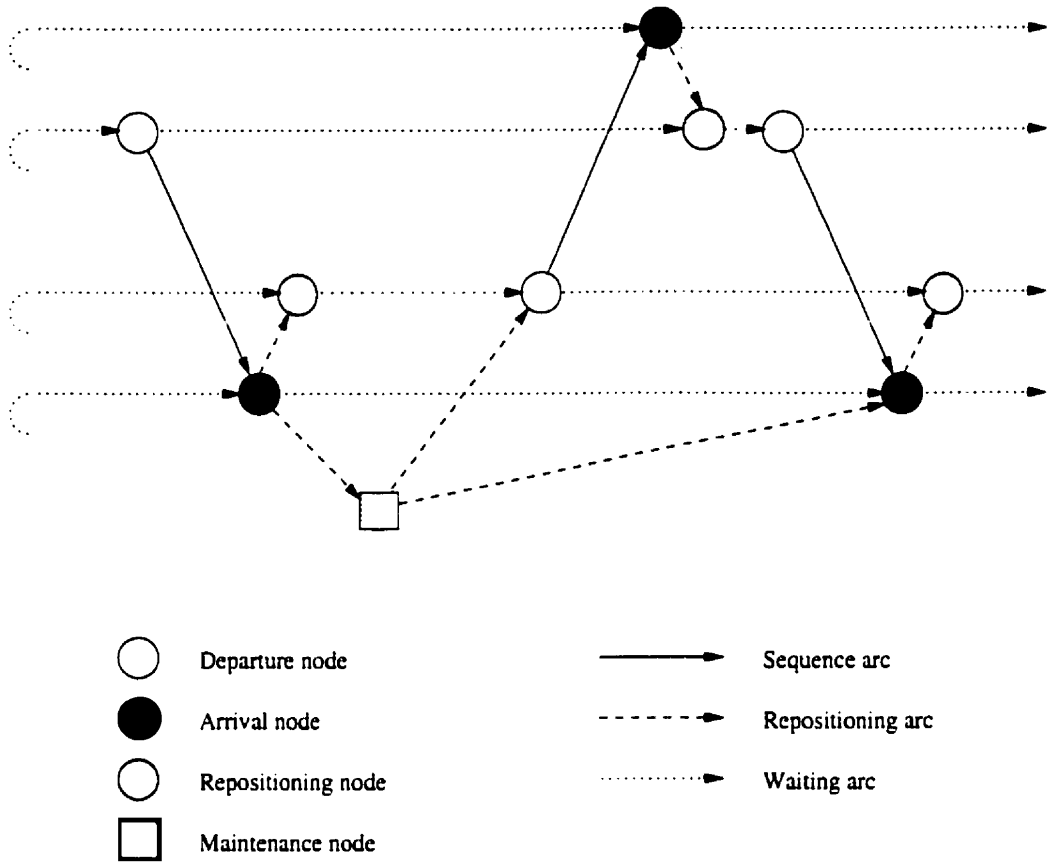 Departure node
Arrival node
Repositioning node
Maintenance node
Sequence arc
Repositioning arc
Waiting arc